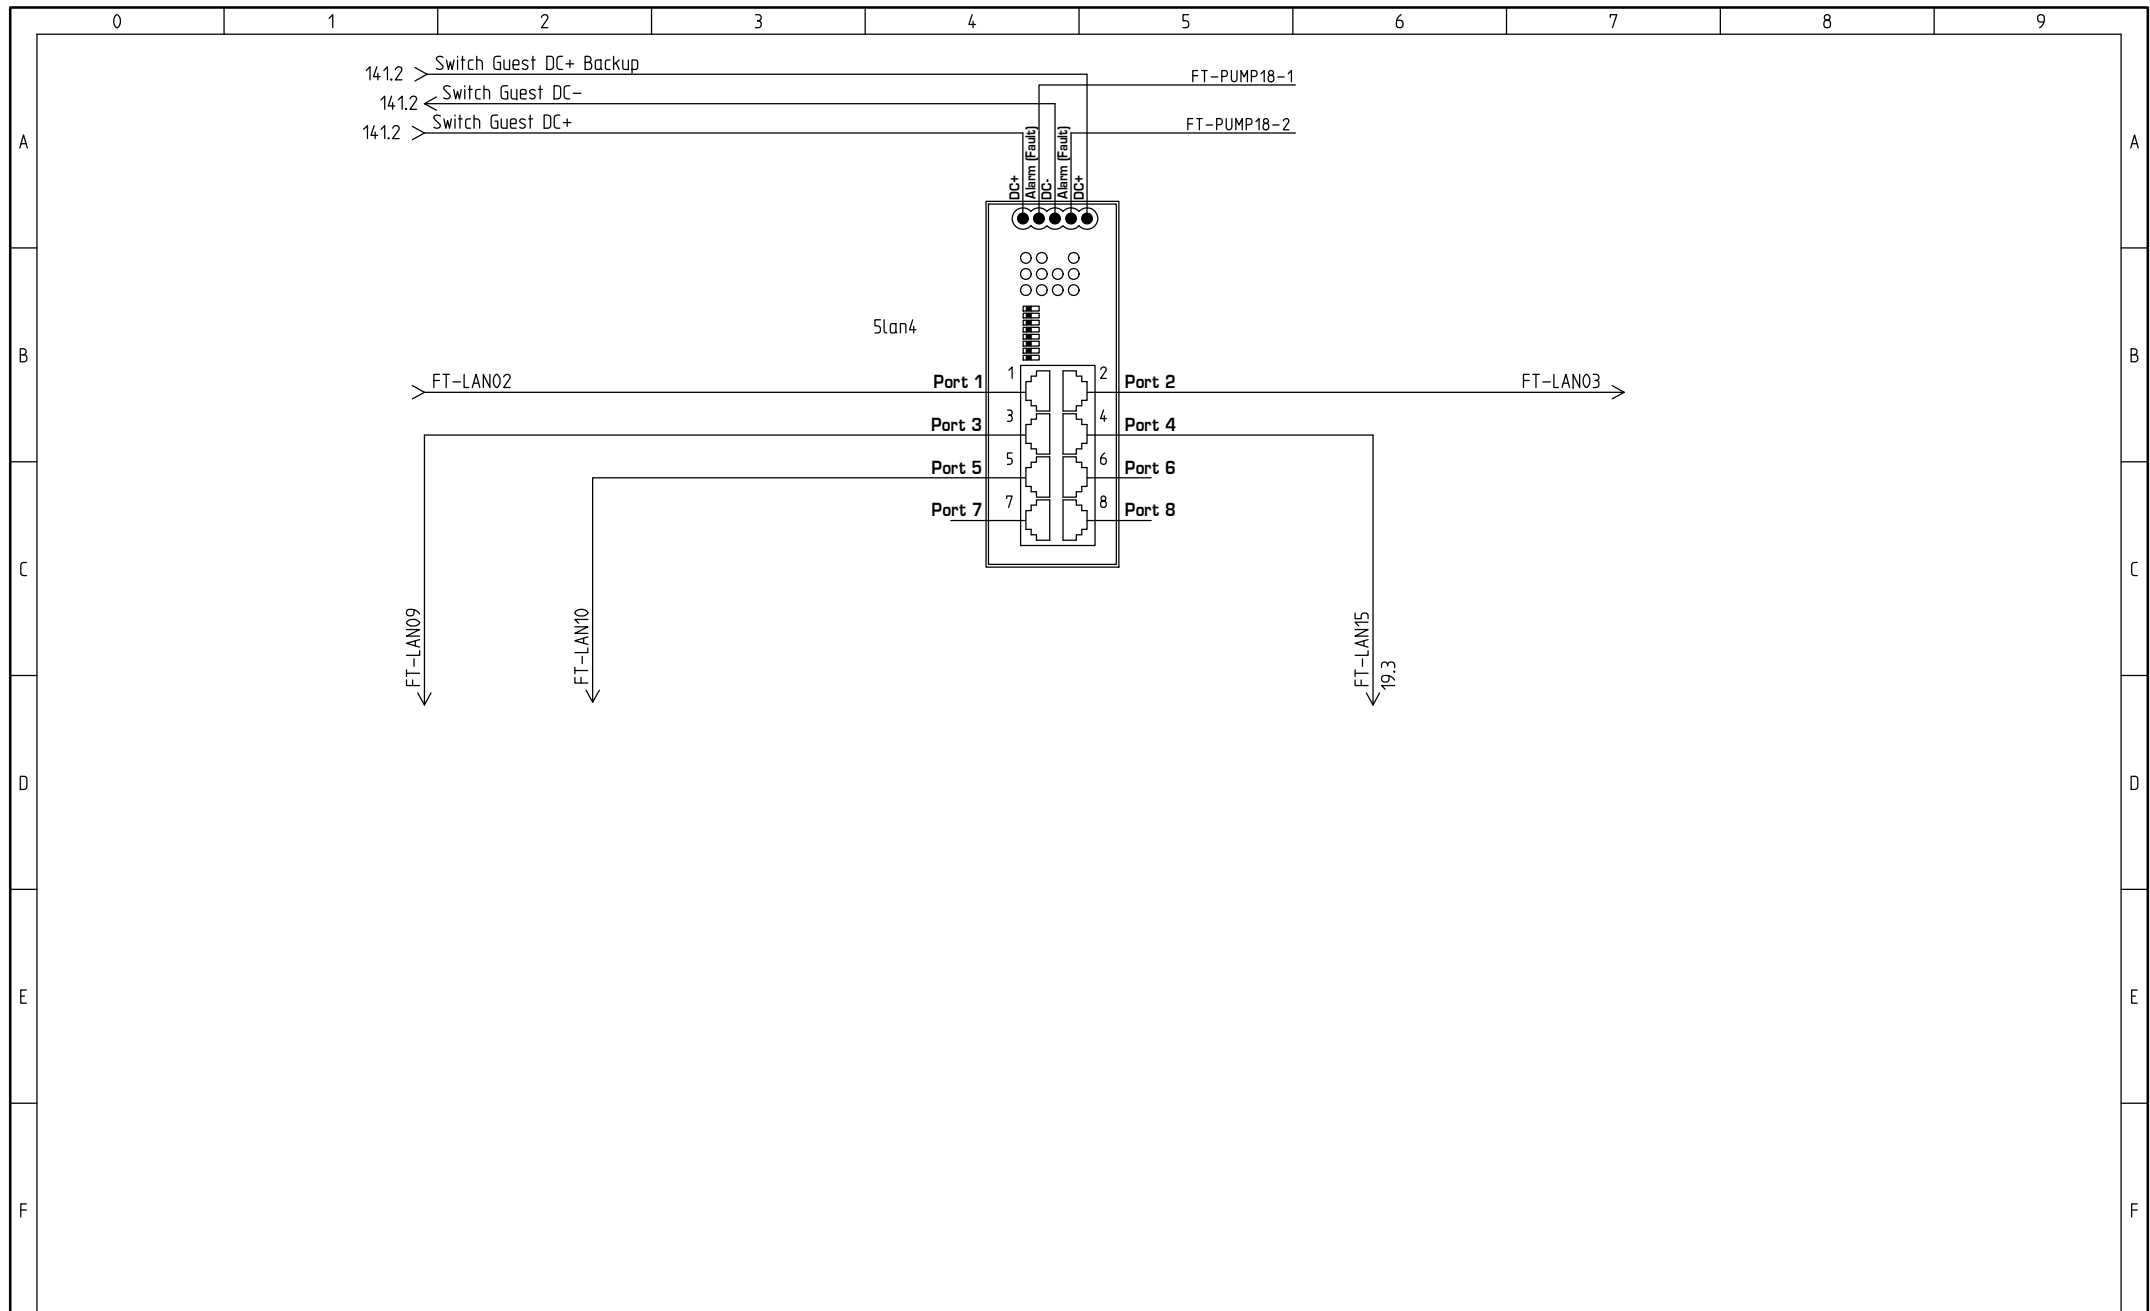 0 1 2 3 4 5 6 7 8 9
141.2 Switch Guest DC+ Backup
FT-PUMP18-1
141.2 Switch Guest DC-
141.2 Switch Guest DC+
FT-PUMP18-2
A A
DC+
Alarm (Fault)
DC-
Alarm (Fault)
DC+
5lan4
B B
FT-LAN02
Port 1 1 2 Port 2
FT-LAN03
Port 3 3 4 Port 4
Port 5 5 6 Port 6
Port 7 7 8 Port 8
C C
FT-LAN09
FT-LAN10
FT-LAN15
19.3
D D
E E
F F